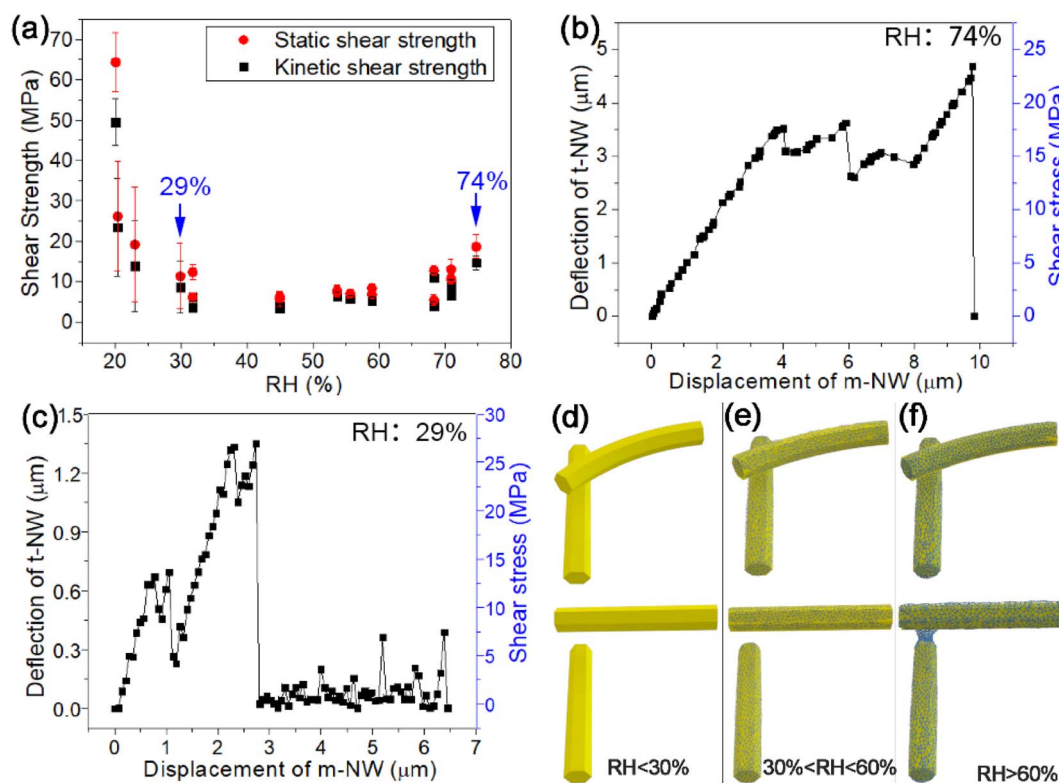 (a)
70
60
50
40
30
20
10
0
Shear Strength (MPa)
Static shear strength
Kinetic shear strength
29%
74%
20
30
40
50
60
70
80
RH (%)
(b)
RH: 74%
5
4
3
2
1
0
Deflection of t-NW (μm)
25
20
15
10
5
0
Shear stress (MPa)
0
2
4
6
8
10
Displacement of m-NW (μm)
(c)
RH: 29%
1.5
1.2
0.9
0.6
0.3
0.0
Deflection of t-NW (μm)
30
25
20
15
10
5
0
Shear stress (MPa)
0
1
2
3
4
5
6
7
Displacement of m-NW (μm)
(d)
(e)
(f)
RH<30%
30%<RH<60%
RH>60%